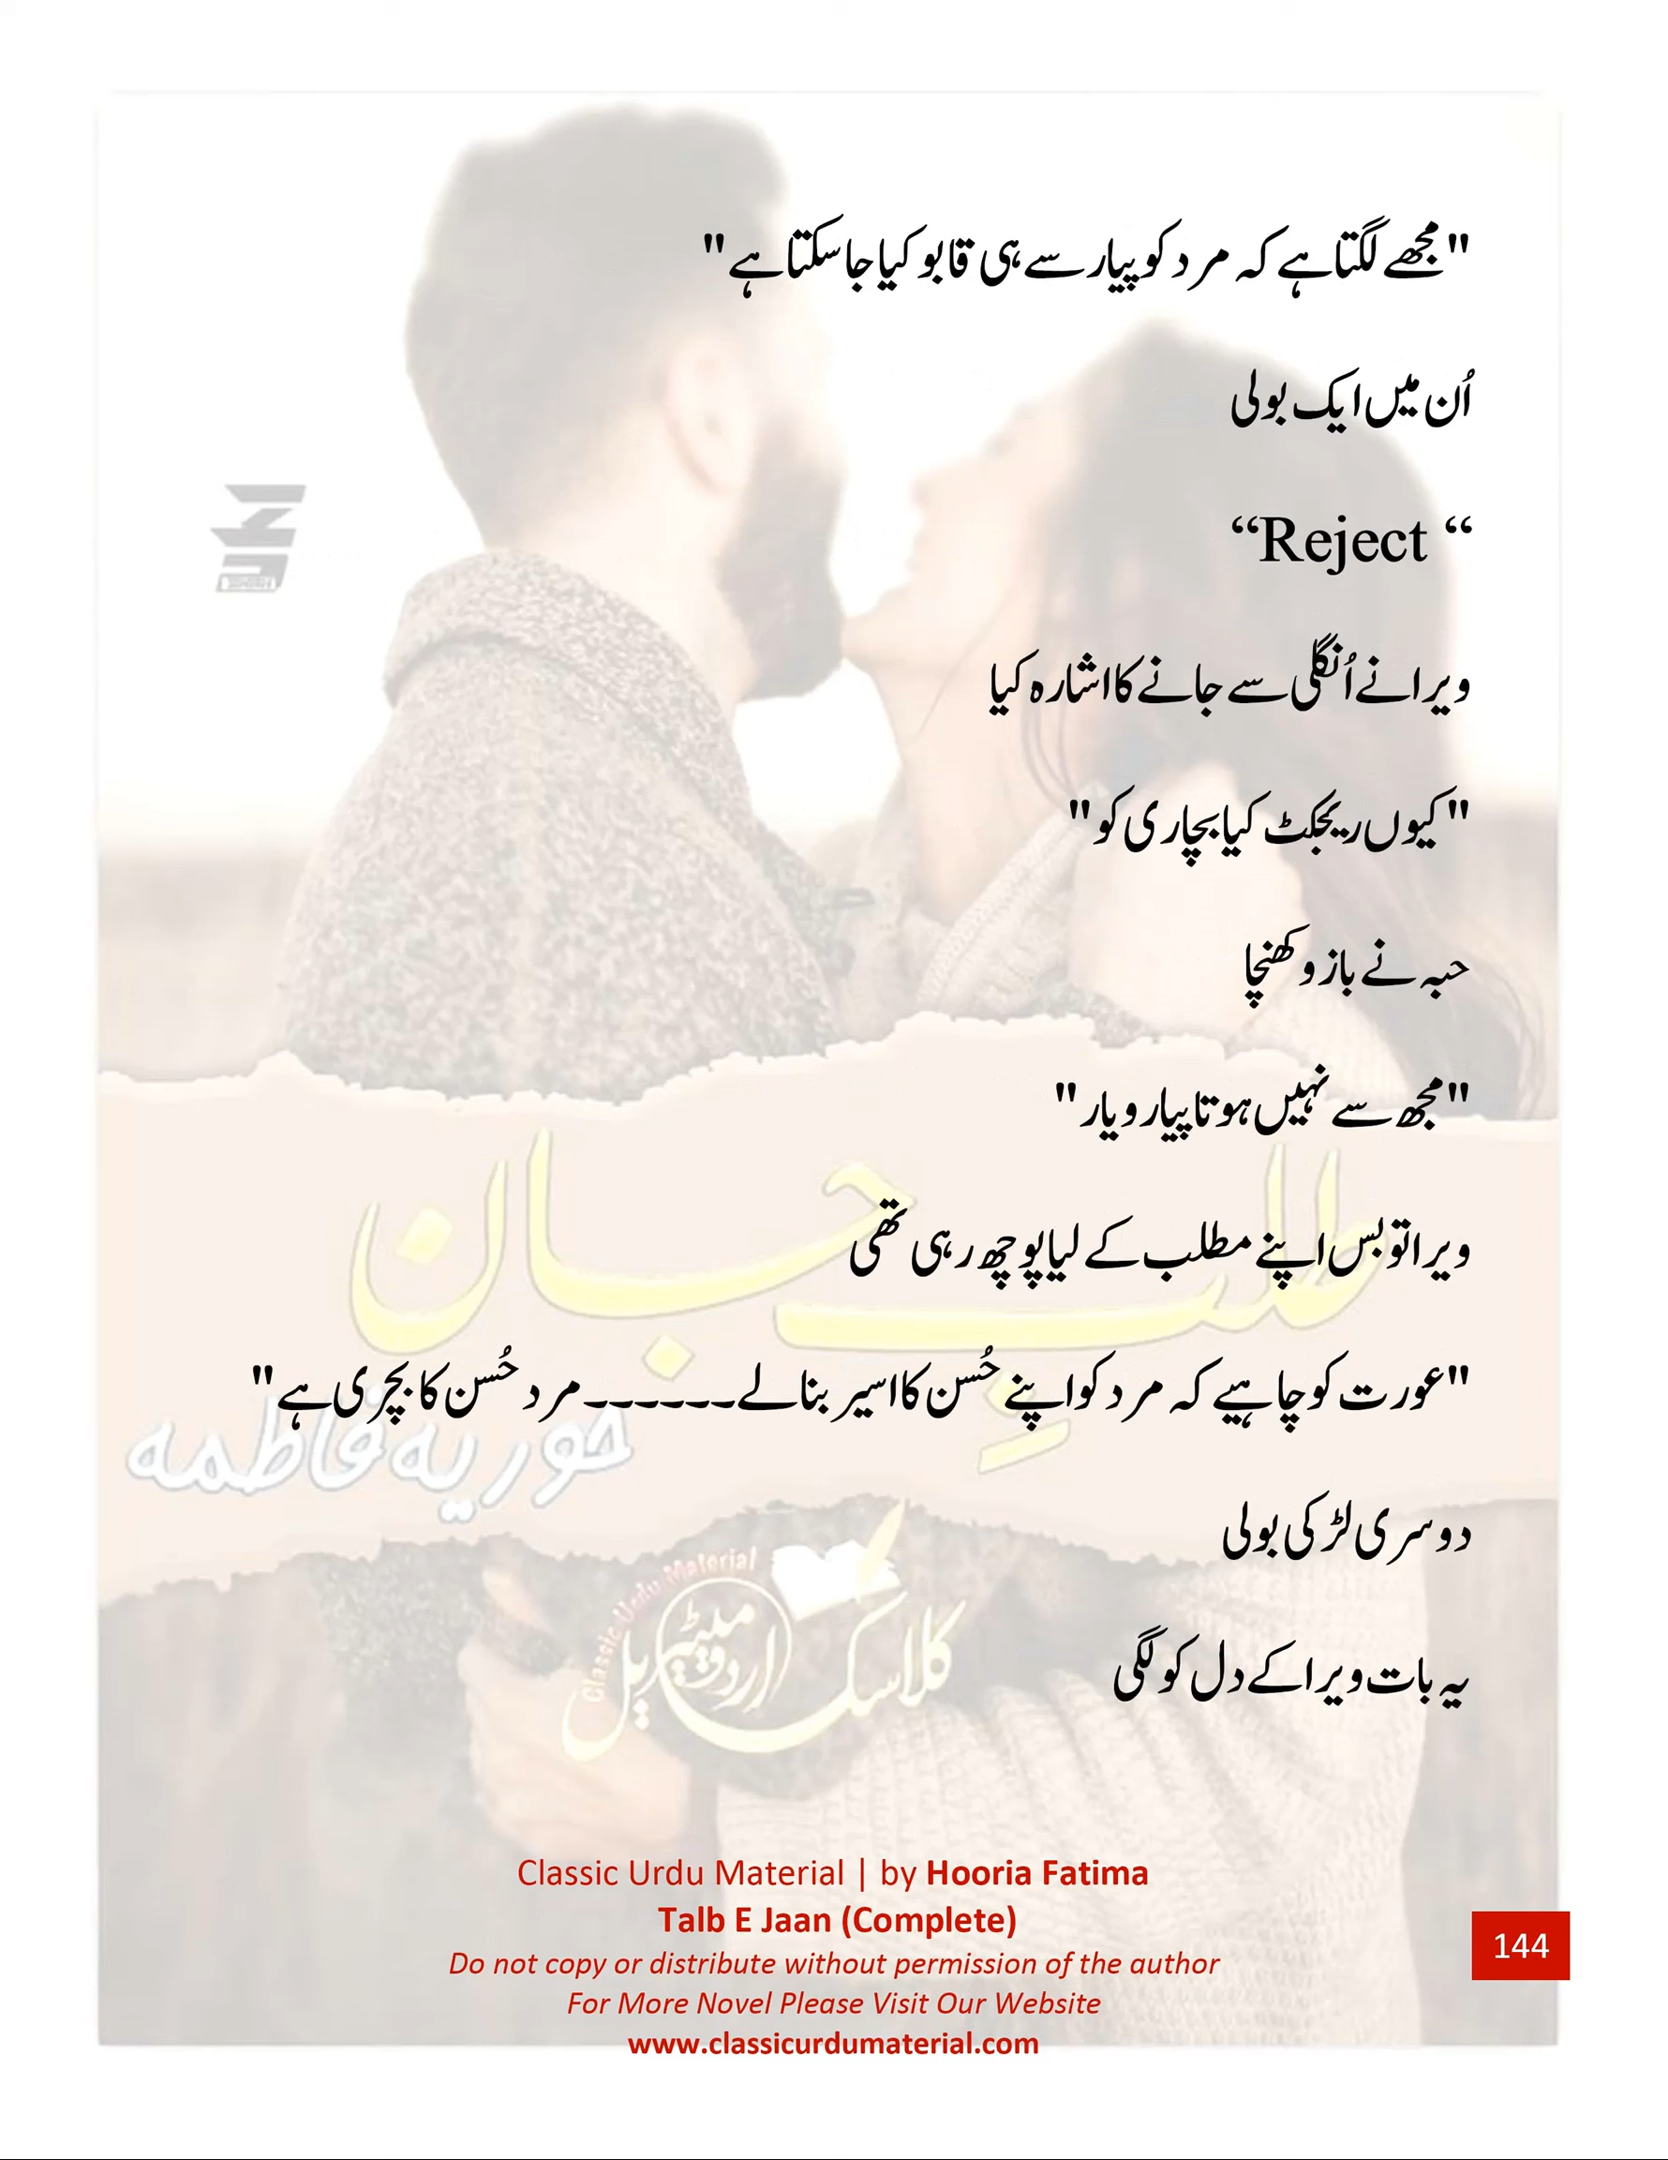 "مجھے لگتا ہے کہ مرد کو پیار سے ہی قابو کیا جا سکتا ہے"
اُن میں ایک بولی
“Reject “
ویرا نے اُنگلی سے جانے کا اشارہ کیا
"کیوں ریجکٹ کیا بچاری کو"
حبہ نے بازو کھنچا
"مجھ سے نہیں ہوتا پیار ویار"
ویرا تو بس اپنے مطلب کے لیا پوچھ رہی تھی
طلبِ جان
"عورت کو چاہیے کہ مرد کو اپنے حُسن کا اسیر بنا لے۔۔۔۔۔۔مرد حُسن کا بچری ہے"
حوریہ فاطمہ
دوسری لڑکی بولی
Classic Urdu Material
کلاسک اردو مٹیریل
یہ بات ویرا کے دل کو لگی
Classic Urdu Material | by Hooria Fatima
Talb E Jaan (Complete)
144
Do not copy or distribute without permission of the author
For More Novel Please Visit Our Website
www.classicurdumaterial.com